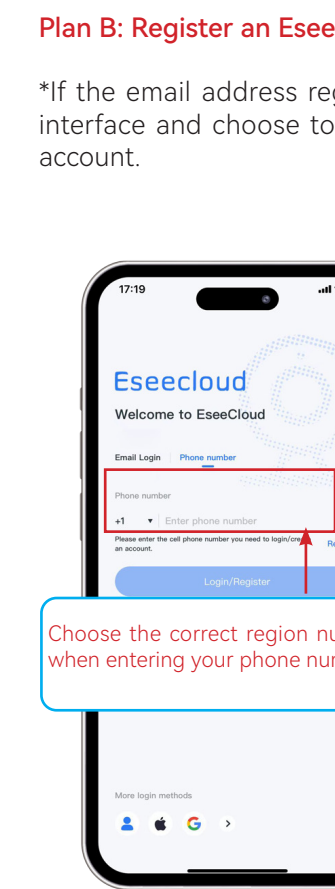 Plan B: Register an Esee
*If the email address reg
interface and choose to
account.
17:19
Eseecloud
Welcome to EseeCloud
Email Login | Phone number
Phone number
+1 Enter phone number
Please enter the cell phone number you need to login/cre
an account.
Re
Login/Register
Choose the correct region nu
when entering your phone nu
More login methods